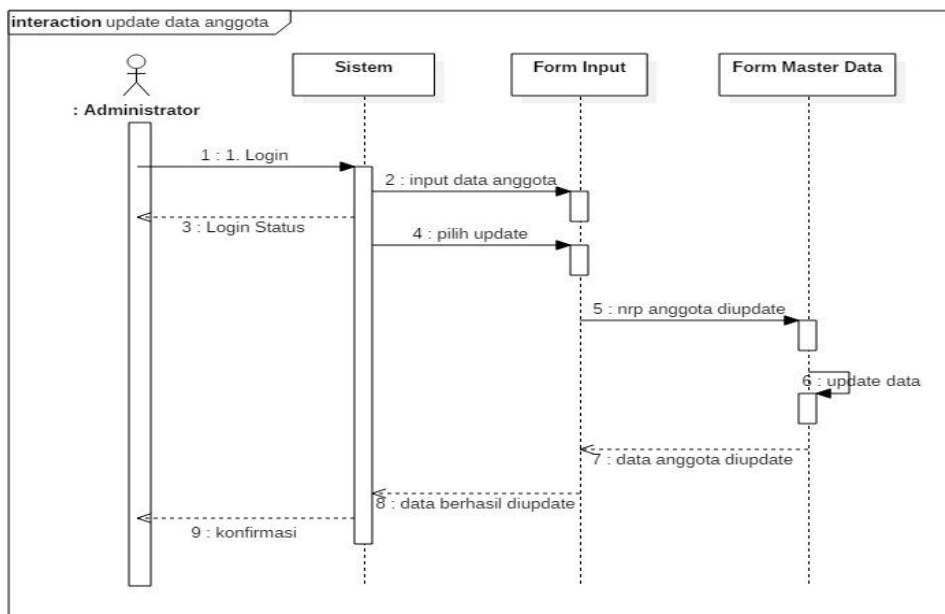 interaction update data anggota
Sistem
Form Input
Form Master Data
: Administrator
1 : 1. Login
2 : input data anggota
3 : Login Status
4 : pilih update
5 : nrp anggota diupdate
6 : update data
7 : data anggota diupdate
8 : data berhasil diupdate
9 : konfirmasi